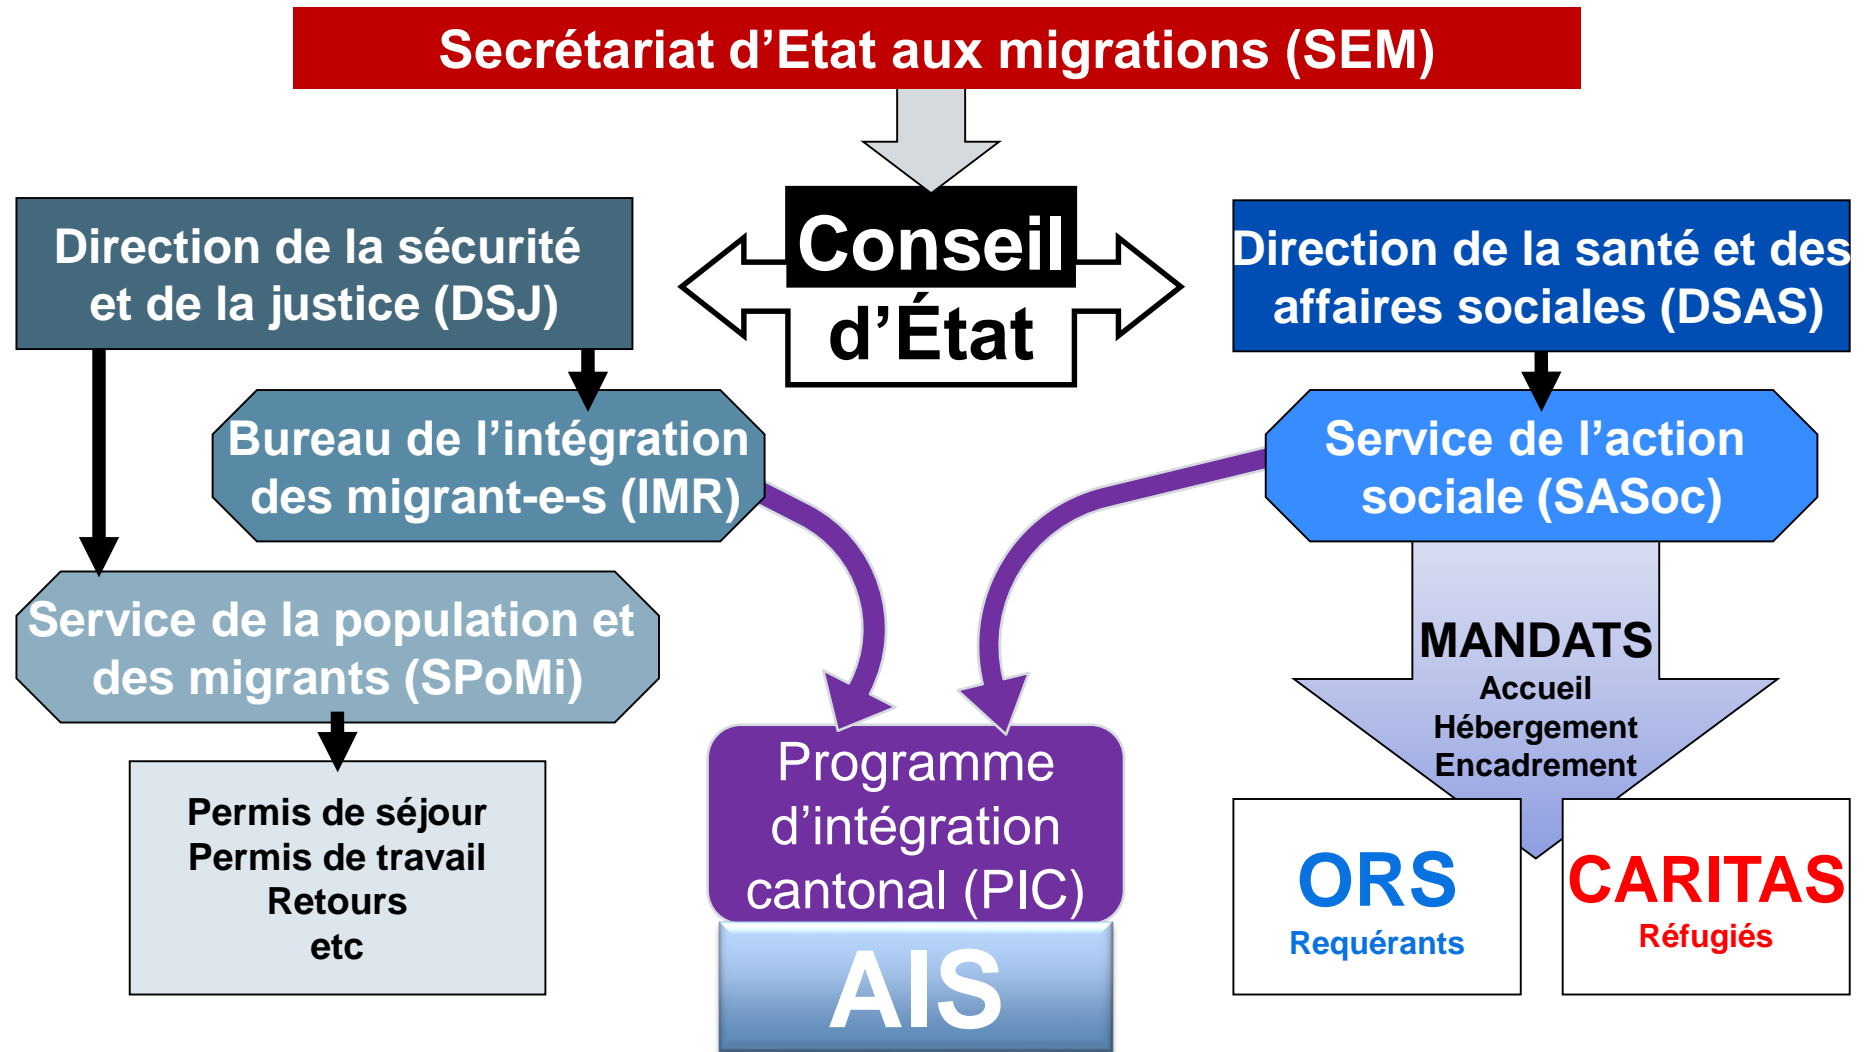 Secrétariat d’Etat aux migrations (SEM)
Conseil
d’État
Direction de la sécurité
et de la justice (DSJ)
Direction de la santé et des
affaires sociales (DSAS)
Bureau de l’intégration
des migrant-e-s (IMR)
Service de l’action
sociale (SASoc)
Service de la population et
des migrants (SPoMi)
MANDATS
Accueil
Hébergement
Encadrement
Permis de séjour
Permis de travail
Retours
etc
Programme
d’intégration
cantonal (PIC)
AIS
ORS
Requérants
CARITAS
Réfugiés